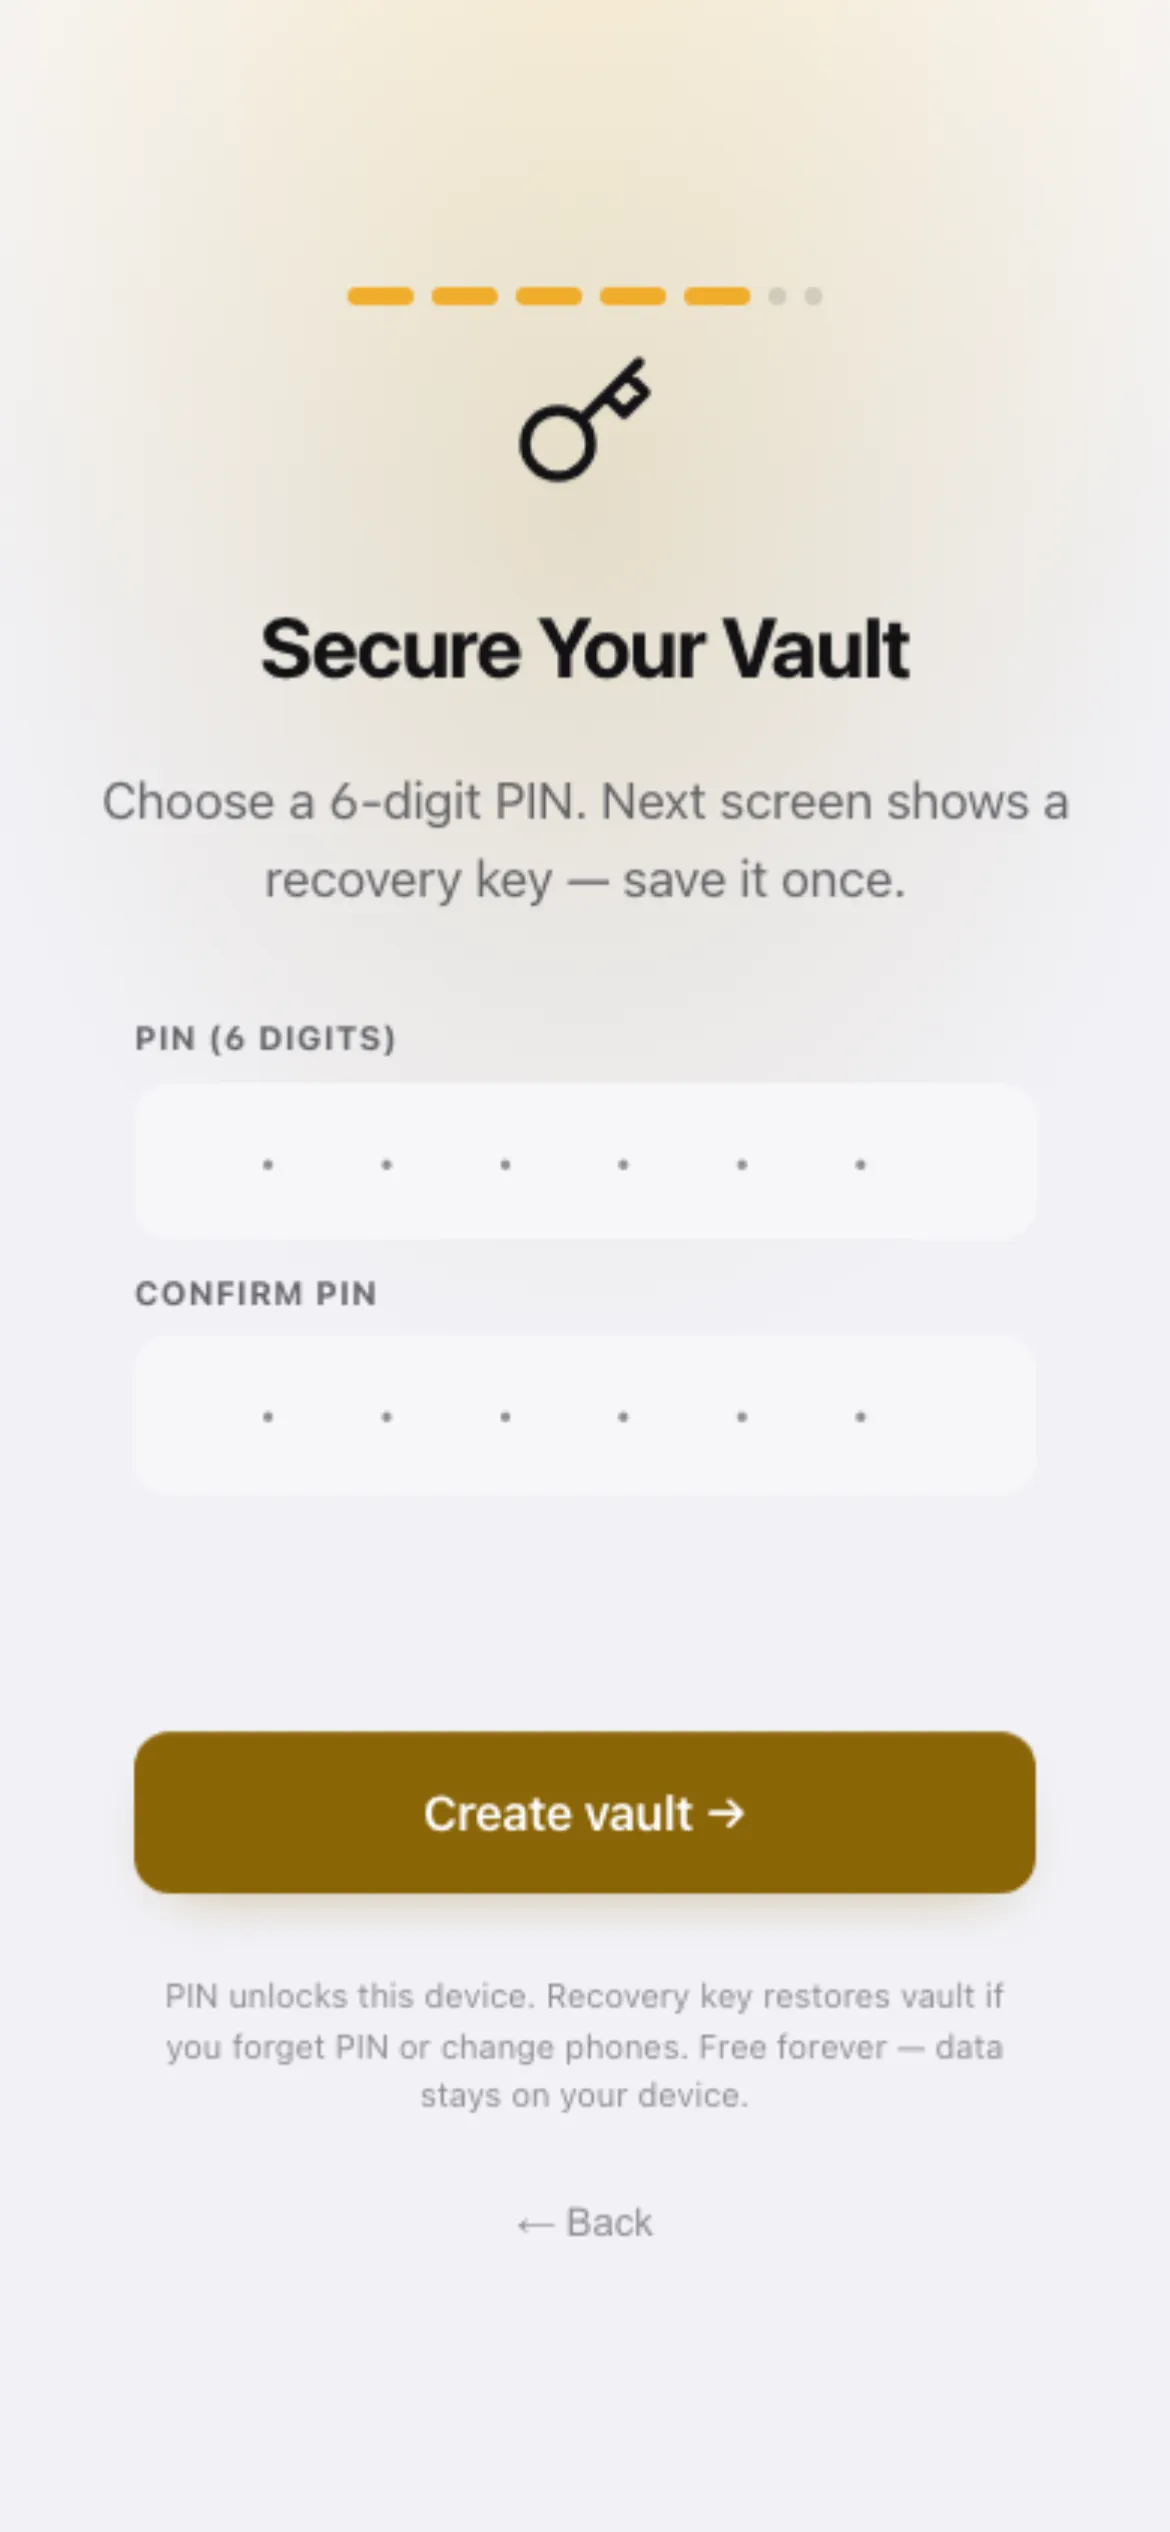 Secure Your Vault
Choose a 6-digit PIN. Next screen shows a
recovery key — save it once.
PIN (6 DIGITS)
• • • • • •
CONFIRM PIN
• • • • • •
Create vault →
PIN unlocks this device. Recovery key restores vault if
you forget PIN or change phones. Free forever — data
stays on your device.
← Back